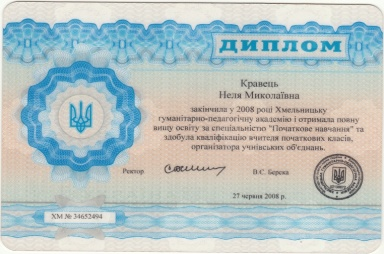 ДИПЛОМ
Кравець
Неля Миколаївна
закінчила у 2008 році Хмельницьку
гуманітарно-педагогічну академію і отримала повну
вищу освіту за спеціальністю "Початкове навчання" та
здобула кваліфікацію вчителя початкових класів,
організатора учнівських об'єднань.
Ректор
В.С. Берека
27 червня 2008 р.
ХМ № 34652494